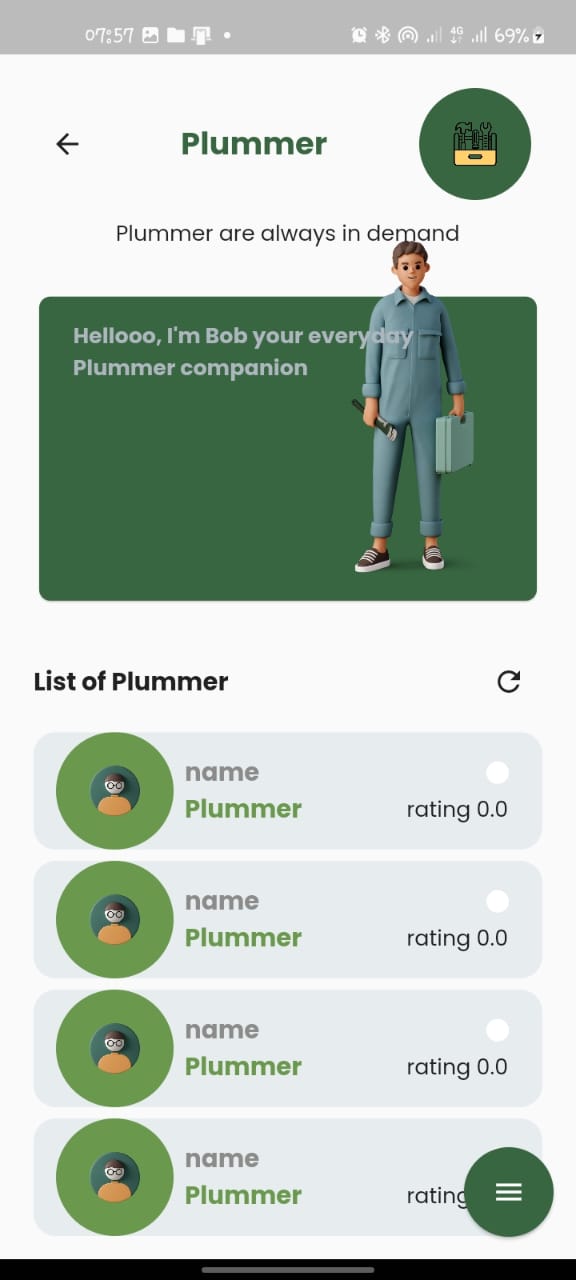 07:57
4G
69%
Plummer
Plummer are always in demand
Hellooo, I'm Bob your everyday
Plummer companion
List of Plummer
name
Plummer
rating 0.0
name
Plummer
rating 0.0
name
Plummer
rating 0.0
name
Plummer
rating